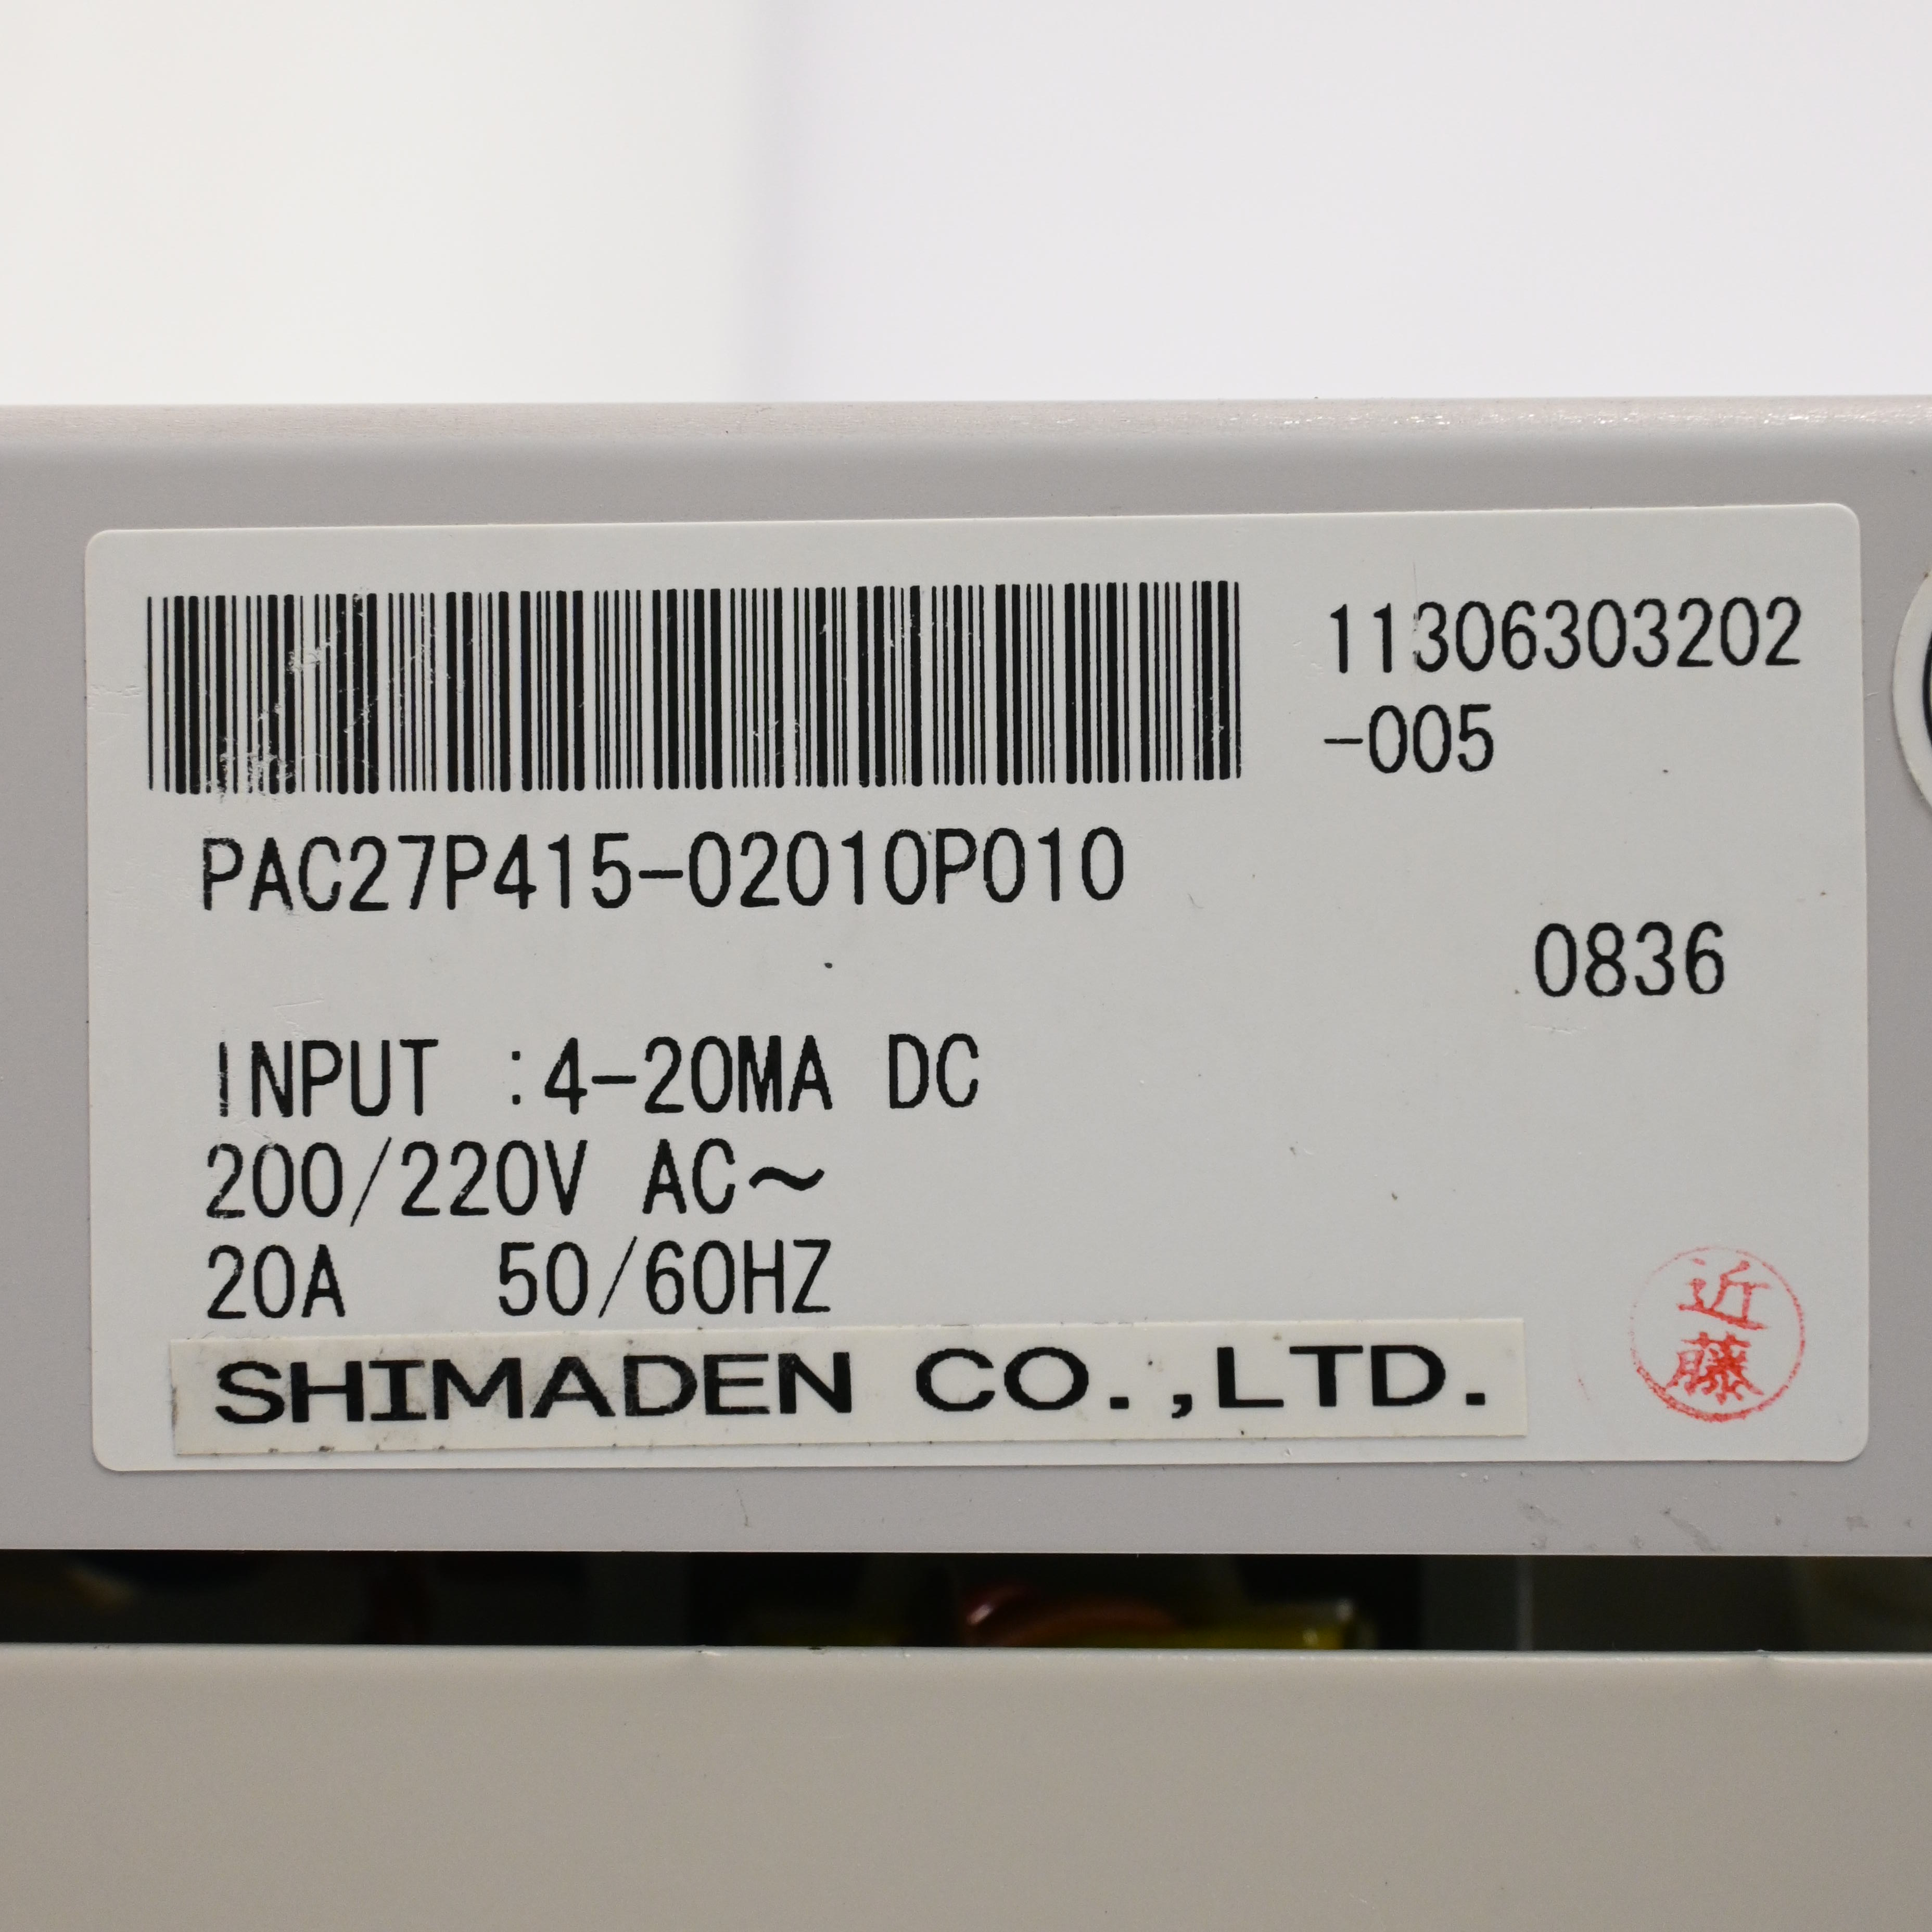 11306303202
-005
PAC27P415-02010P010
0836
INPUT :4-20MA DC
200/220V AC～
20A 50/60HZ
SHIMADEN CO.,LTD.
近藤